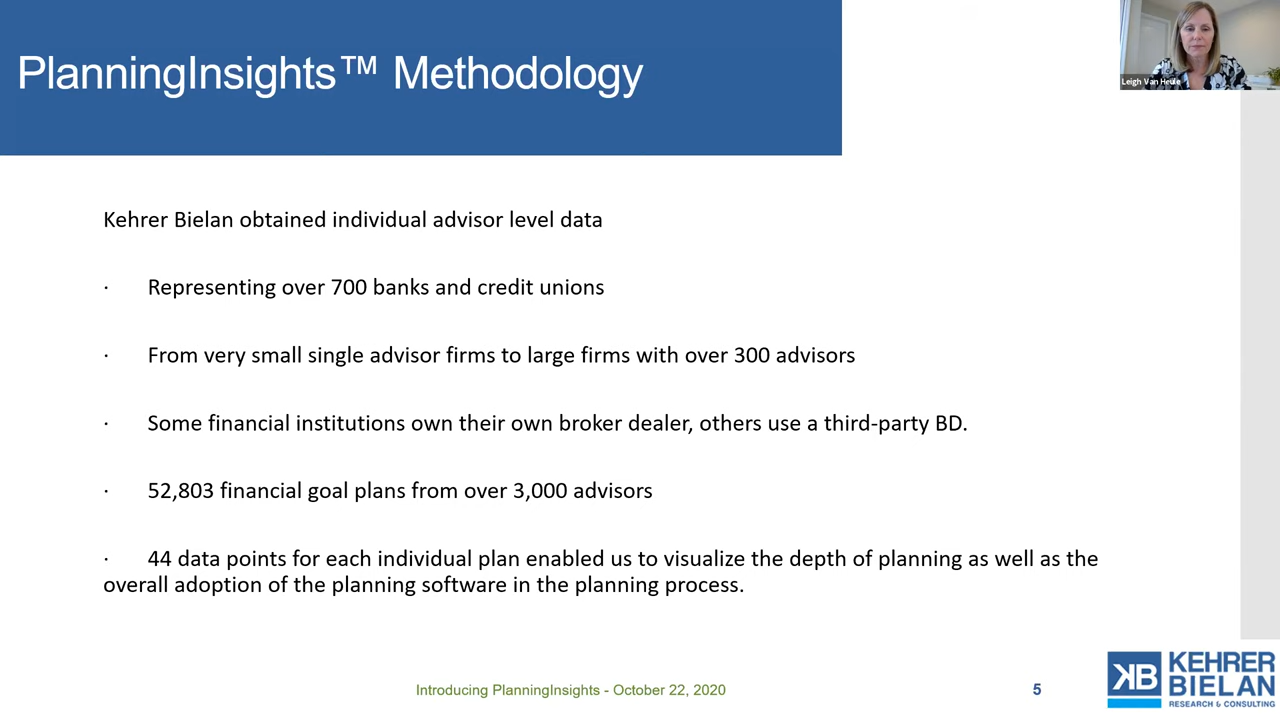 PlanningInsights™ Methodology
Leigh Van Heule
Kehrer Bielan obtained individual advisor level data
· Representing over 700 banks and credit unions
· From very small single advisor firms to large firms with over 300 advisors
· Some financial institutions own their own broker dealer, others use a third-party BD.
· 52,803 financial goal plans from over 3,000 advisors
· 44 data points for each individual plan enabled us to visualize the depth of planning as well as the
overall adoption of the planning software in the planning process.
Introducing PlanningInsights - October 22, 2020
5
KB
KEHRER
BIELAN
RESEARCH & CONSULTING